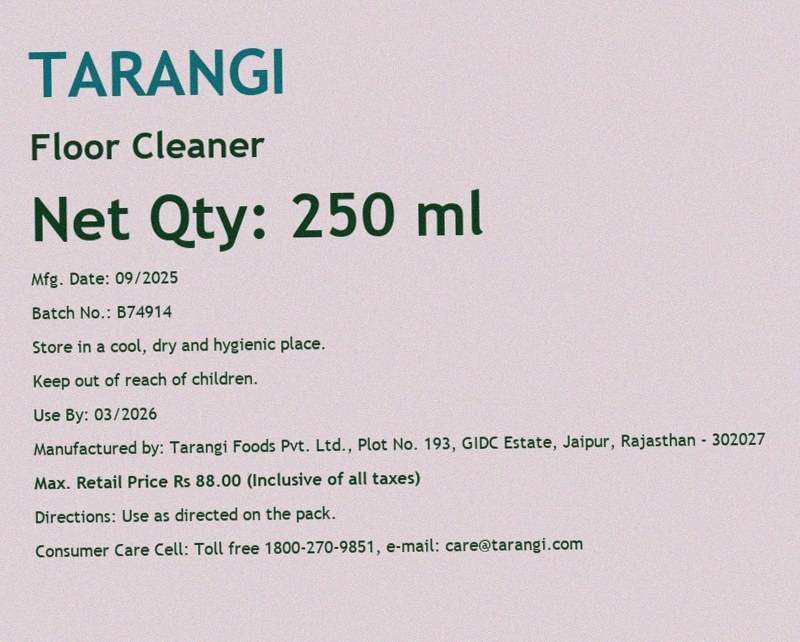 TARANGI
Floor Cleaner
Net Qty: 250 ml
Mfg. Date: 09/2025
Batch No.: B74914
Store in a cool, dry and hygienic place.
Keep out of reach of children.
Use By: 03/2026
Manufactured by: Tarangi Foods Pvt. Ltd., Plot No. 193, GIDC Estate, Jaipur, Rajasthan - 302027
Max. Retail Price Rs 88.00 (Inclusive of all taxes)
Directions: Use as directed on the pack.
Consumer Care Cell: Toll free 1800-270-9851, e-mail: care@tarangi.com